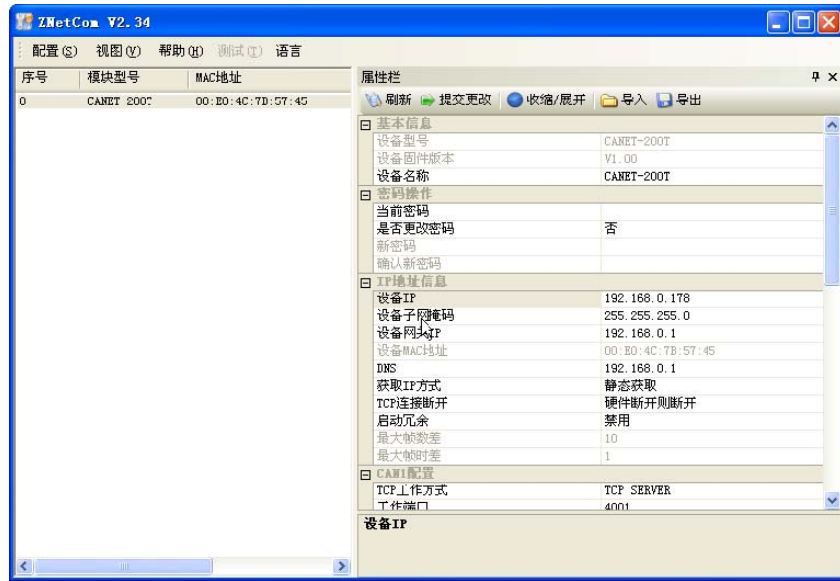 ZNetCom V2.34
配置(S) 视图(V) 帮助(H) 测试(T) 语言
序号 模块型号 MAC地址
0 CANET 200T 00:E0:4C:7B:57:45
属性栏
刷新 提交更改 收缩/展开 导入 导出
基本信息
设备型号 CANET-200T
设备固件版本 V1.00
设备名称 CANET-200T
密码操作
当前密码
是否更改密码 否
新密码
确认新密码
IP地址信息
设备IP 192.168.0.178
设备子网掩码 255.255.255.0
设备网关IP 192.168.0.1
设备MAC地址 00:E0:4C:7B:57:45
DNS 192.168.0.1
获取IP方式 静态获取
TCP连接断开 硬件断开则断开
启动冗余 禁用
最大帧数差 10
最大帧时差 1
CAN1配置
TCP工作方式 TCP SERVER
工作端口 4001
设备IP